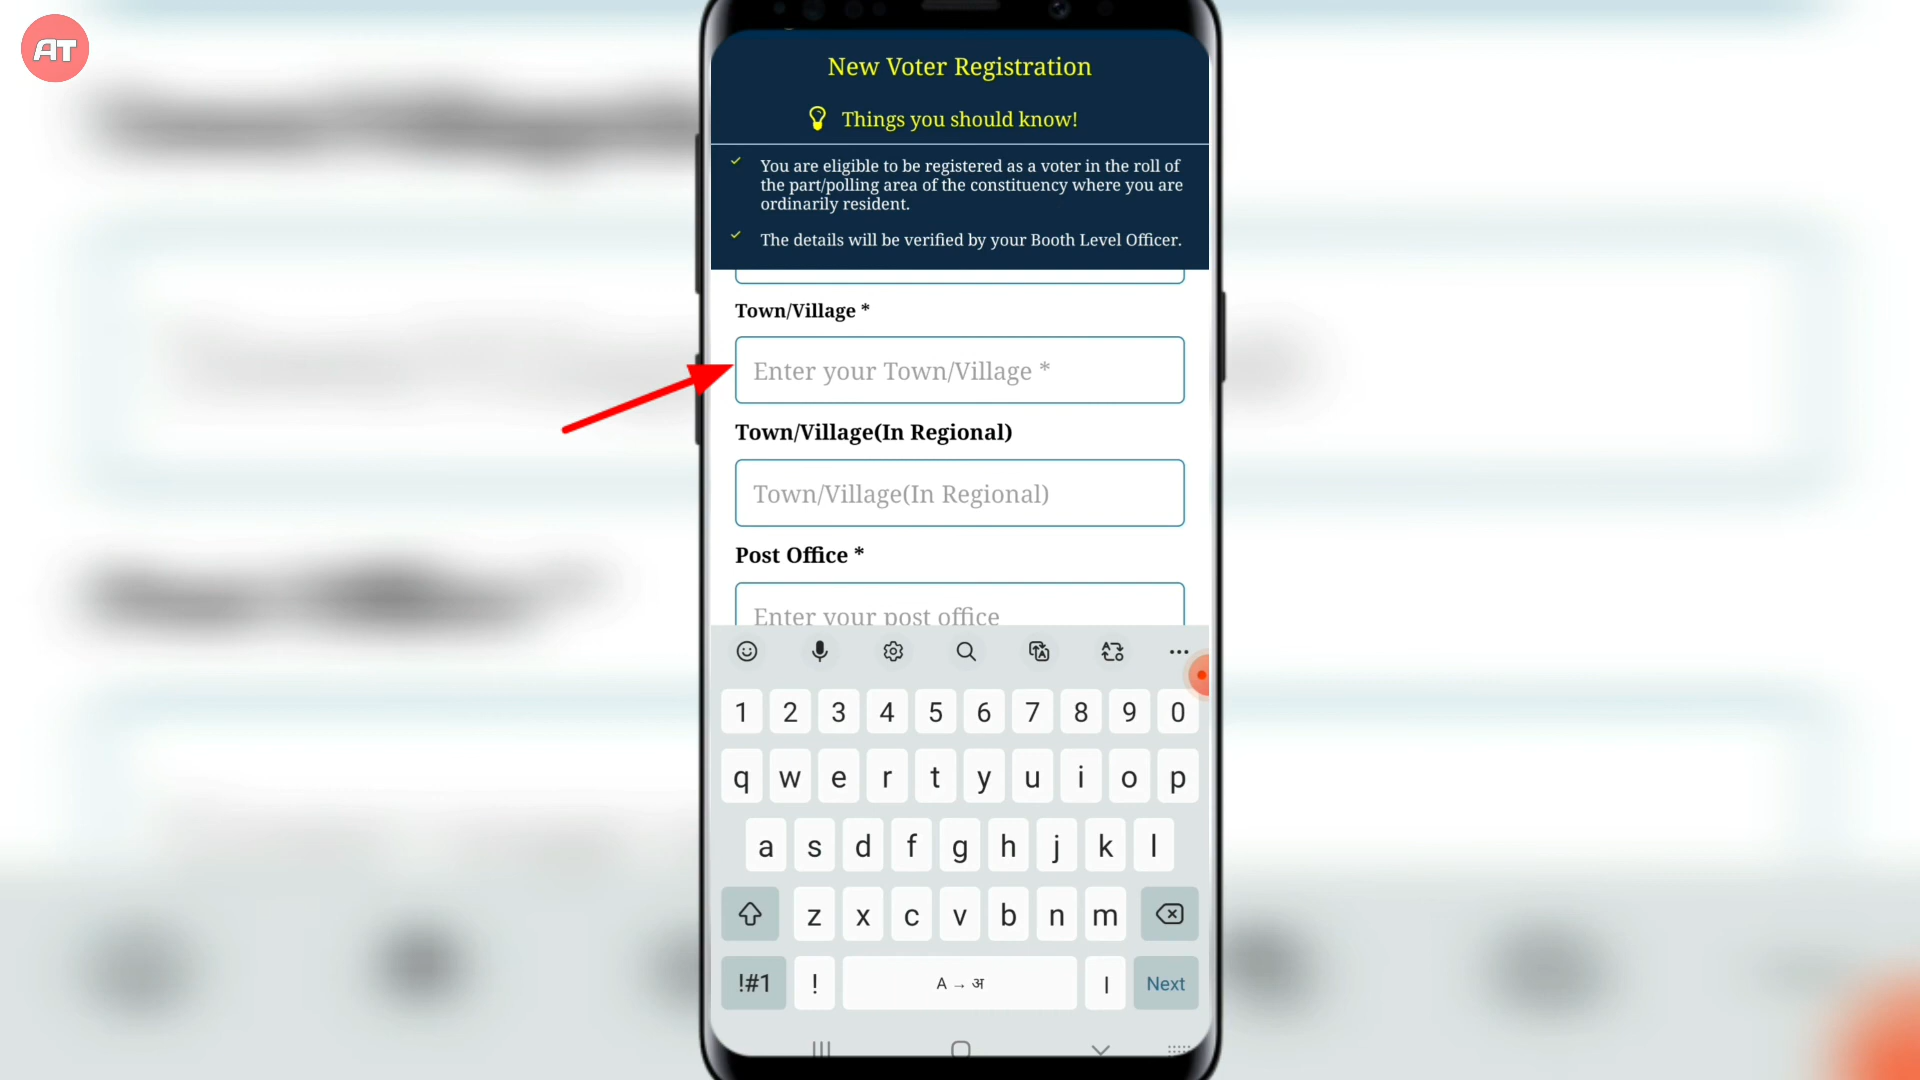 AT
New Voter Registration
Things you should know!
You are eligible to be registered as a voter in the roll of
the part/polling area of the constituency where you are
ordinarily resident.
The details will be verified by your Booth Level Officer.
Town/Village *
Enter your Town/Village *
Town/Village(In Regional)
Town/Village(In Regional)
Post Office *
Enter your post office
1 2 3 4 5 6 7 8 9 0
q w e r t y u i o p
a s d f g h j k l
z x c v b n m
!#1 ! A → अ | Next